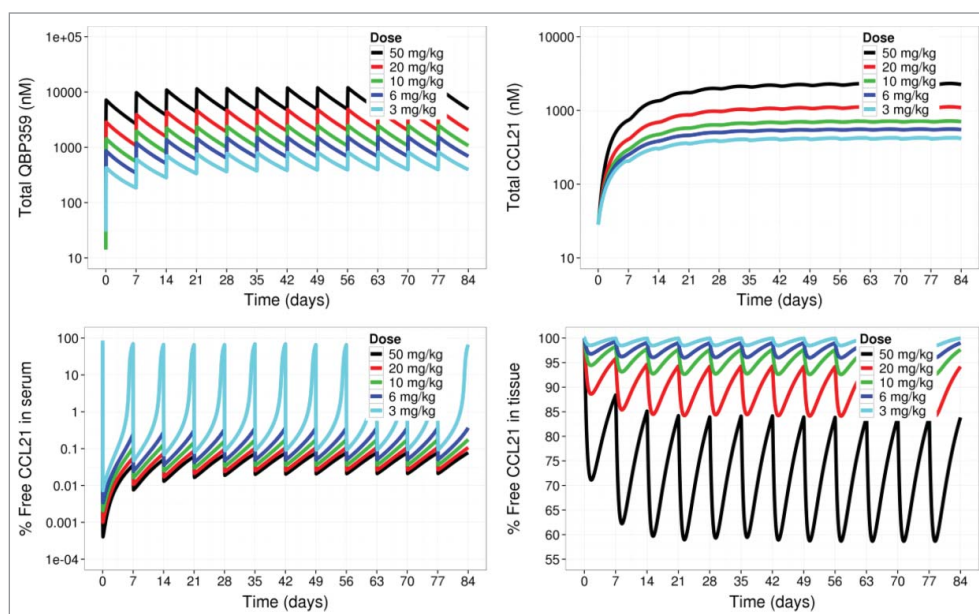 Total QBP359 (nM)
1e+05
10000
1000
100
10
Dose
50 mg/kg
20 mg/kg
10 mg/kg
6 mg/kg
3 mg/kg
0 7 14 21 28 35 42 49 56 63 70 77 84
Time (days)
Total CCL21 (nM)
10000
1000
100
10
Dose
50 mg/kg
20 mg/kg
10 mg/kg
6 mg/kg
3 mg/kg
0 7 14 21 28 35 42 49 56 63 70 77 84
Time (days)
% Free CCL21 in serum
100
10
1
0.1
0.01
0.001
1e-04
Dose
50 mg/kg
20 mg/kg
10 mg/kg
6 mg/kg
3 mg/kg
0 7 14 21 28 35 42 49 56 63 70 77 84
Time (days)
% Free CCL21 in tissue
100
95
90
85
80
75
70
65
60
55
Dose
50 mg/kg
20 mg/kg
10 mg/kg
6 mg/kg
3 mg/kg
0 7 14 21 28 35 42 49 56 63 70 77 84
Time (days)